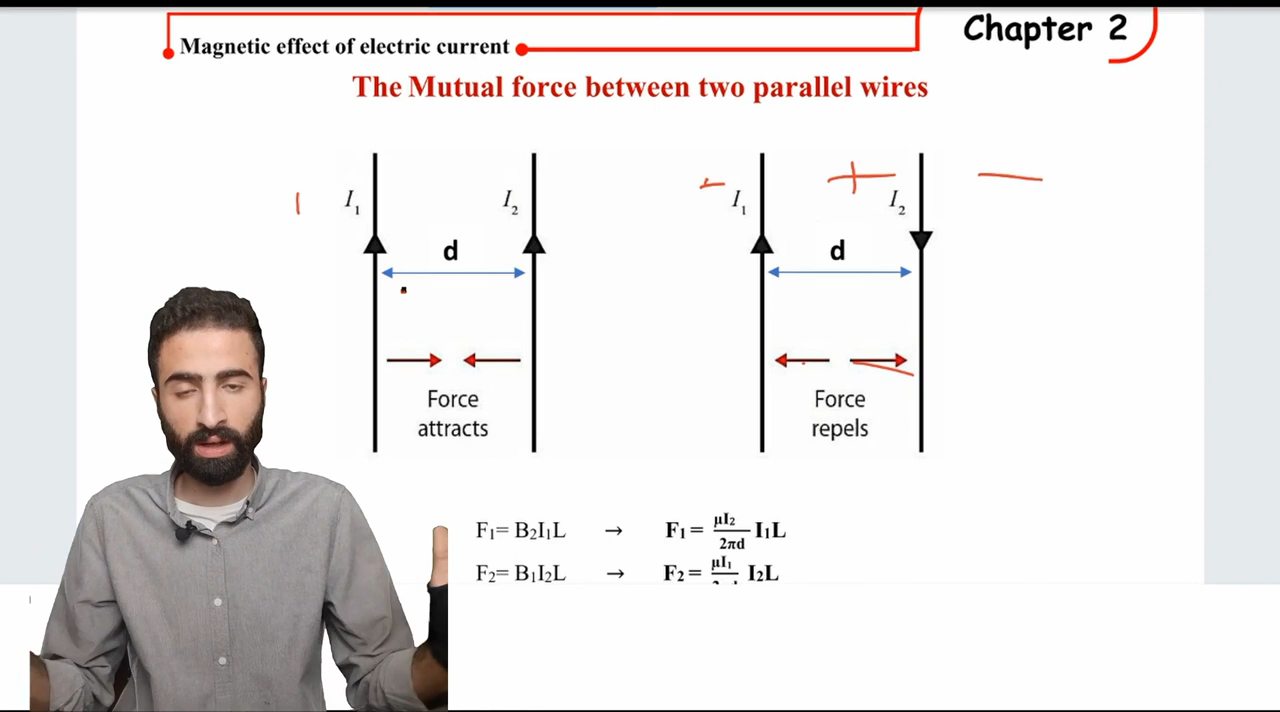 Chapter 2
Magnetic effect of electric current
The Mutual force between two parallel wires
I₁ I₂ I₁ I₂
d d
Force attracts
Force repels
F₁= B₂I₁L → F₁ = μI₂/2πd I₁L
F₂= B₁I₂L → F₂ = μI₁ I₂L